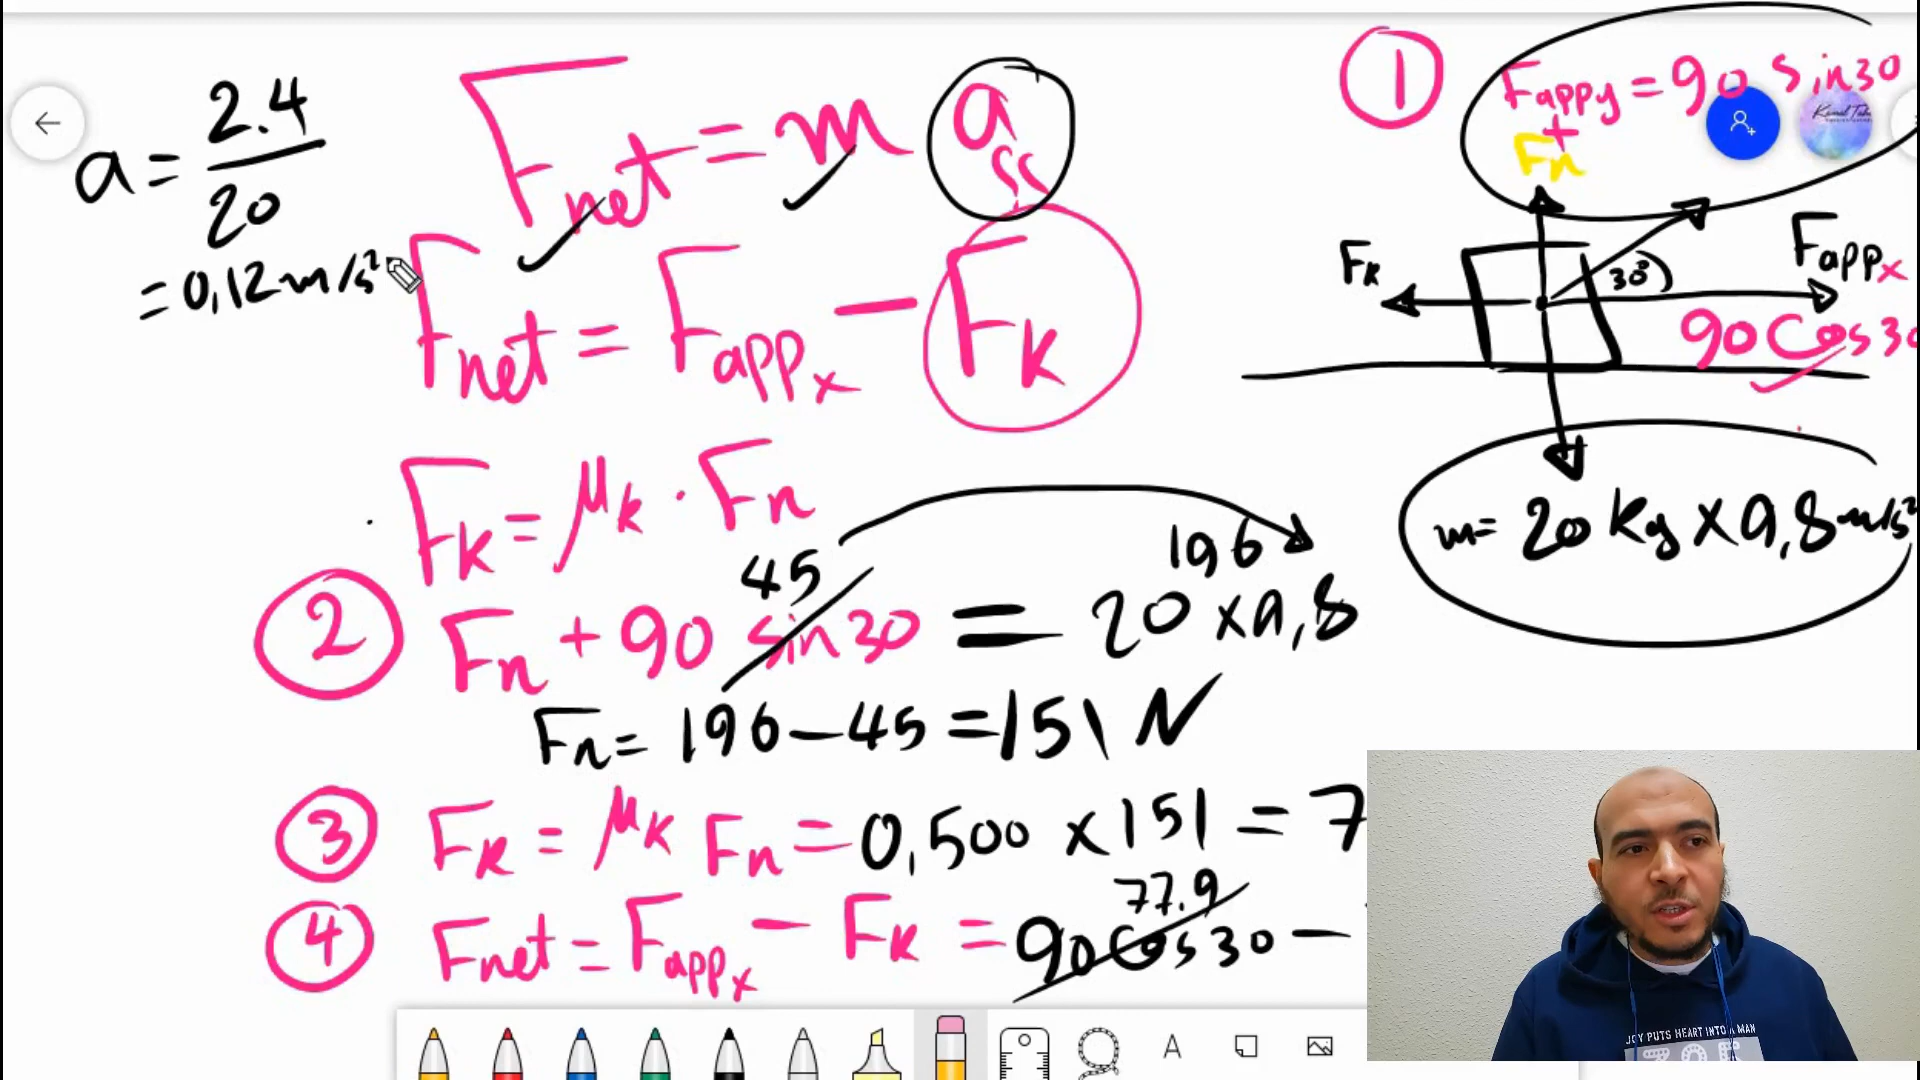 a = 2.4
20
= 0,12 m/s²
Fnet = m acc
Fnet = Fappx − FK
FK = μk · Fn
45
196
② Fn + 90 sin30 = 20 × 9,8
Fn = 196 − 45 = 151 N
③ FK = μK Fn = 0,500 × 151 = 7
77.9
④ Fnet = Fappx − FK = 90 Cos 30 −
① Fappy = 90 sin30
+
Fn
FK
30°
Fappx
90 Cos 30
m = 20 Kg × 9,8 m/s²
A
JOY PUTS HEART INTO A MAN